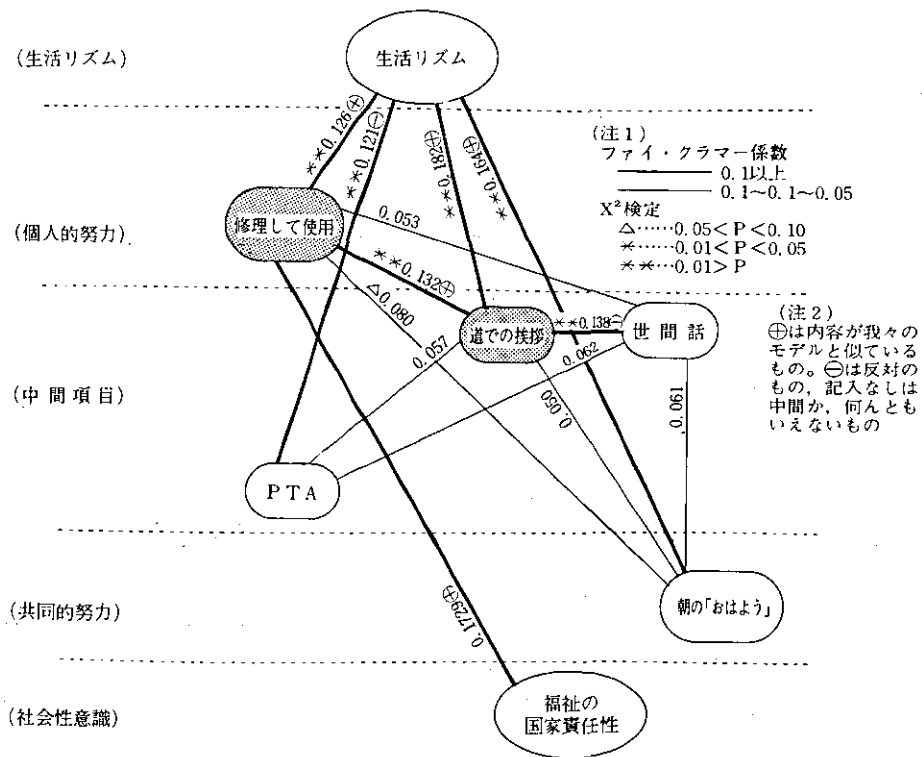 (生活リズム)
生活リズム
**0.126⊕
**0.121⊖
**0.182⊕
**0.164⊕
(注1)
ファイ・クラマー係数
0.1以上
0.1〜0.1〜0.05
X²検定
△……0.05<P<0.10
*……0.01<P<0.05
**…0.01>P
(個人的努力)
修理して使用
0.053
**0.132⊕
△0.080
0.057
道での挨拶
**0.138⊖
世間話
0.062
0.050
0.061
(注2)
⊕は内容が我々の
モデルと似ている
もの。⊖は反対の
もの,記入なしは
中間か,何んとも
いえないもの
(中間項目)
PTA
(共同的努力)
朝の「おはよう」
0.1729⊕
(社会性意識)
福祉の
国家責任性